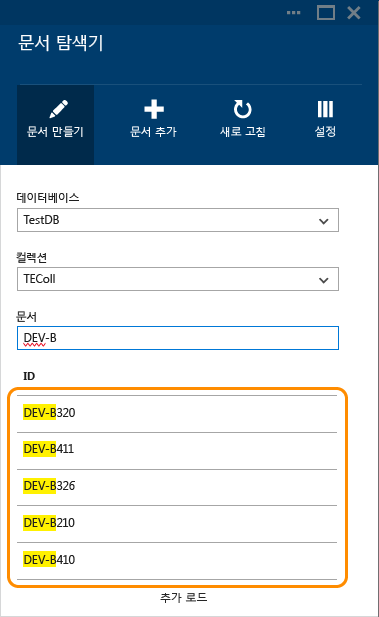 문서 탐색기
문서 만들기
문서 추가
새로 고침
설정
데이터베이스
TestDB
컬렉션
TEColl
문서
DEV-B
ID
DEV-B320
DEV-B411
DEV-B326
DEV-B210
DEV-B410
추가 로드